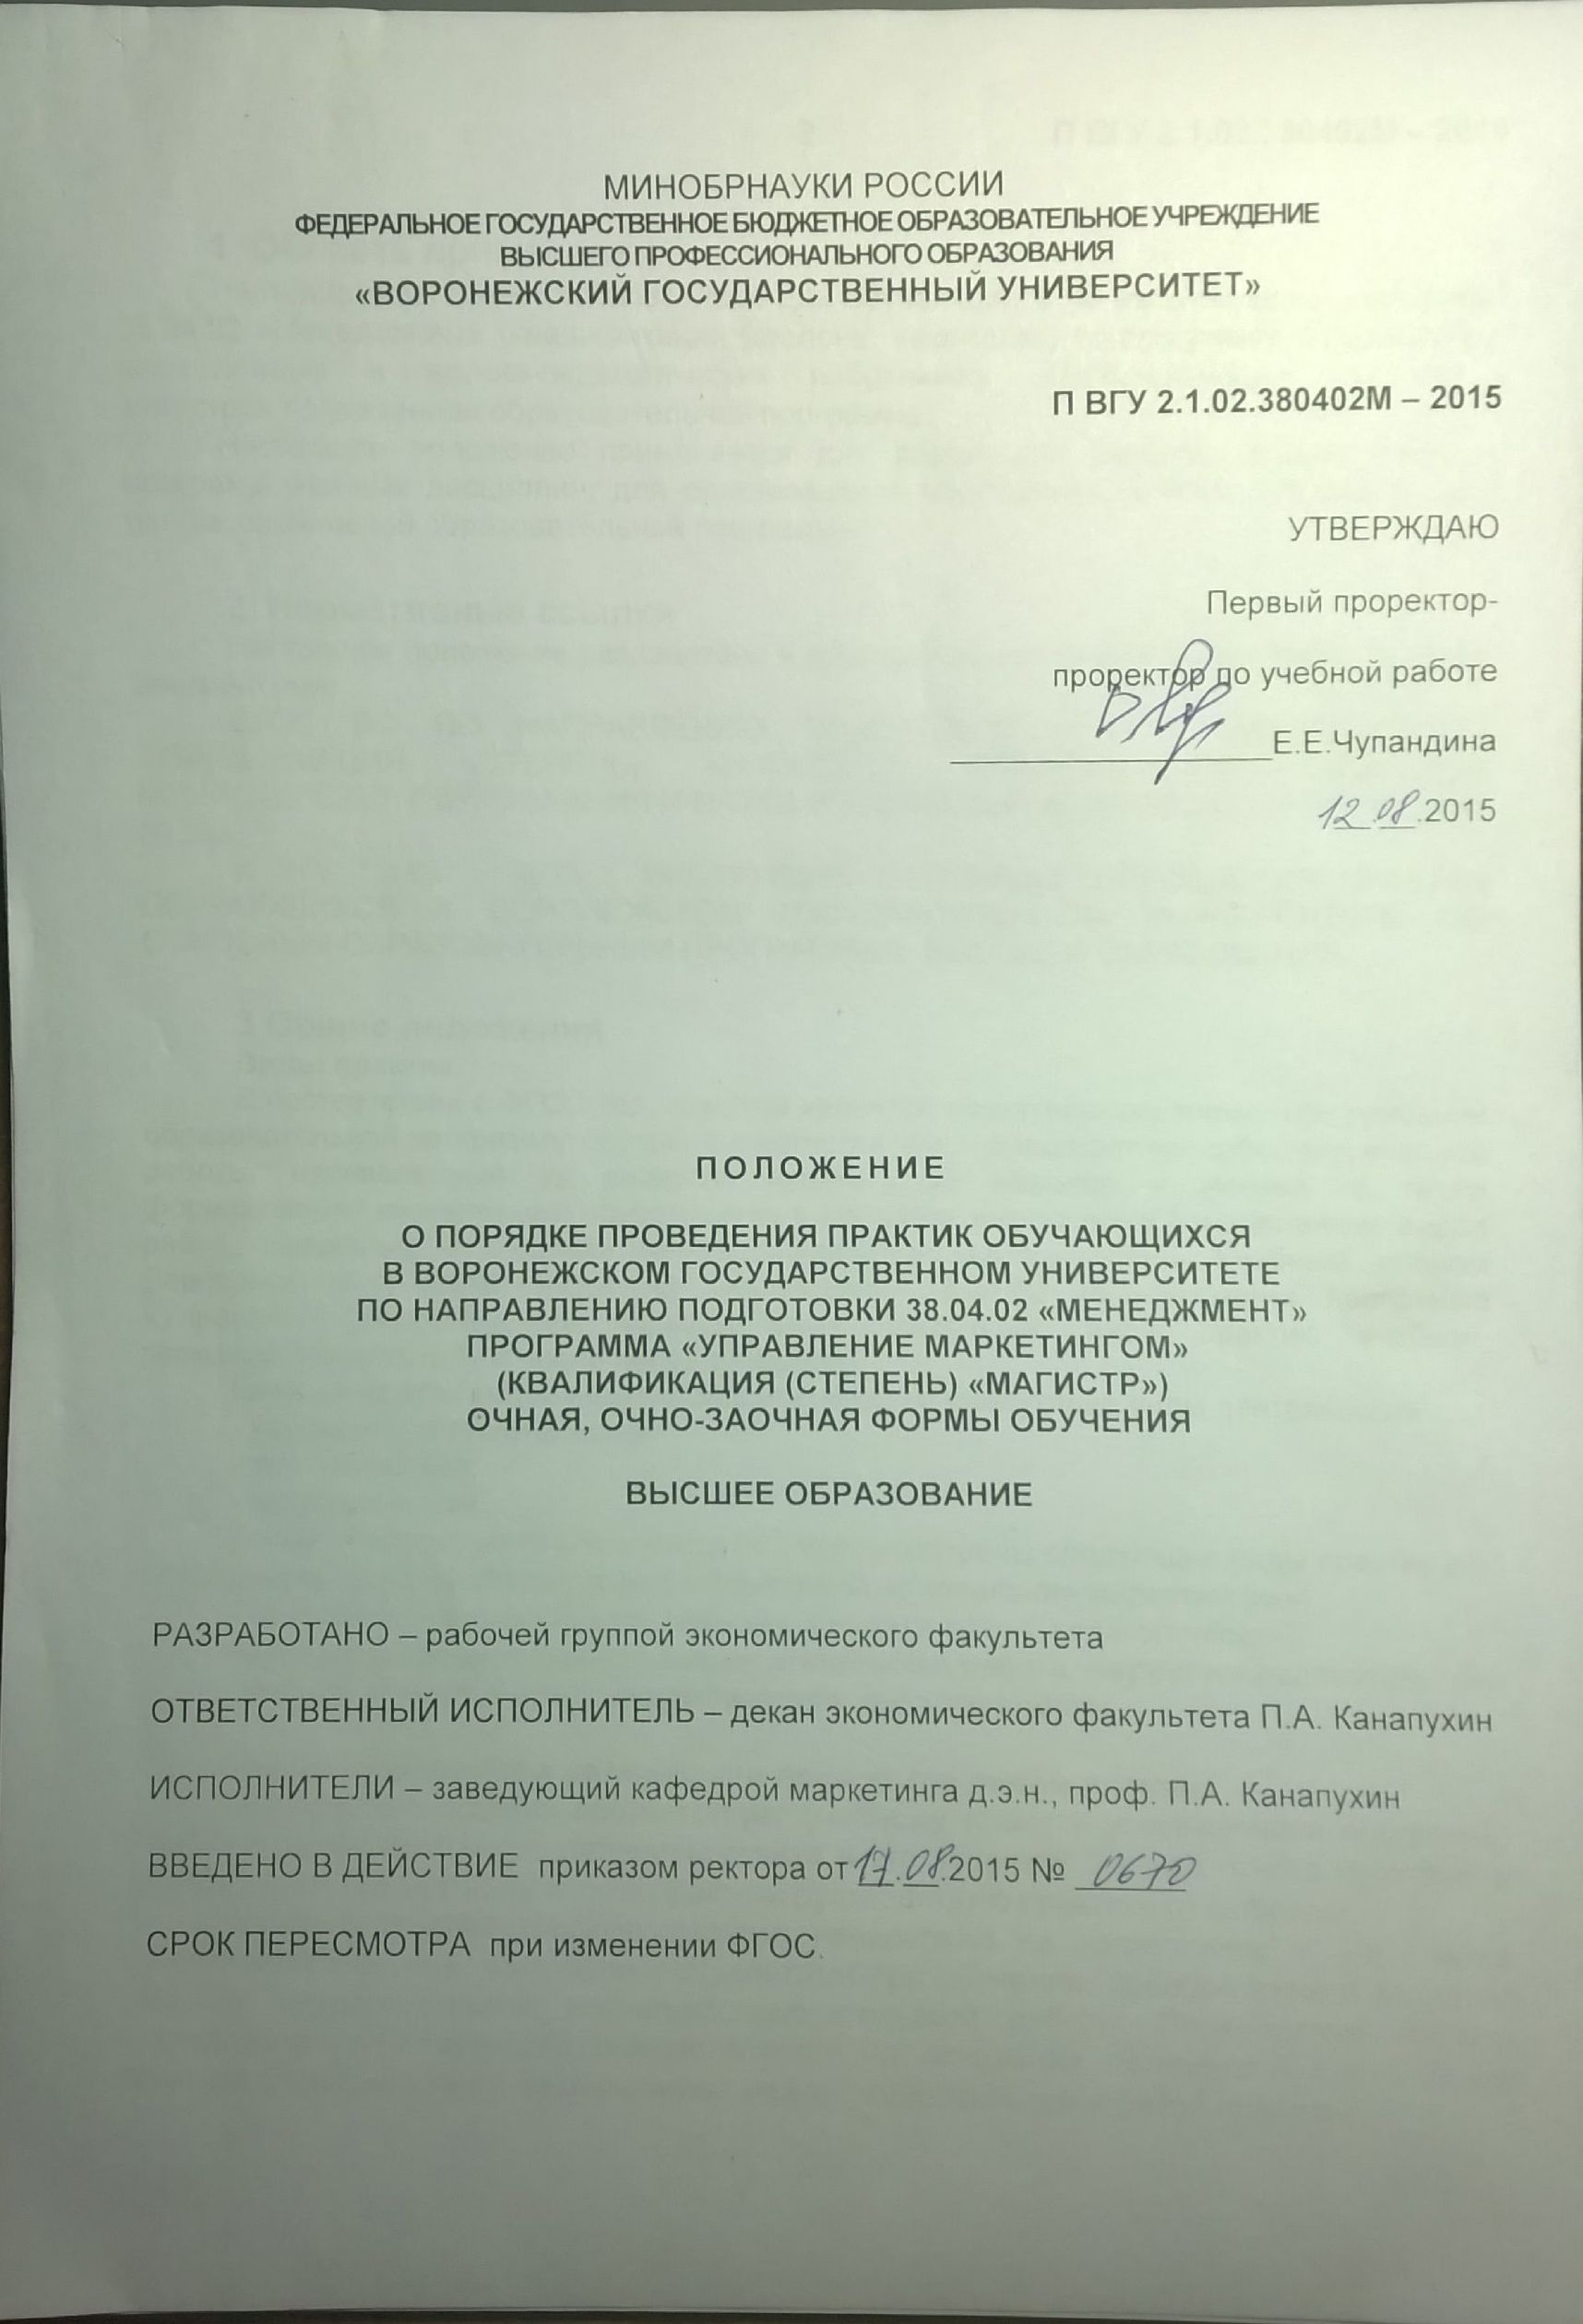 МИНОБРНАУКИ РОССИИ
ФЕДЕРАЛЬНОЕ ГОСУДАРСТВЕННОЕ БЮДЖЕТНОЕ ОБРАЗОВАТЕЛЬНОЕ УЧРЕЖДЕНИЕ
ВЫСШЕГО ПРОФЕССИОНАЛЬНОГО ОБРАЗОВАНИЯ
«ВОРОНЕЖСКИЙ ГОСУДАРСТВЕННЫЙ УНИВЕРСИТЕТ»
П ВГУ 2.1.02.380402М – 2015
УТВЕРЖДАЮ
Первый проректор-
проректор по учебной работе
Е.Е.Чупандина
12.08.2015
ПОЛОЖЕНИЕ
О ПОРЯДКЕ ПРОВЕДЕНИЯ ПРАКТИК ОБУЧАЮЩИХСЯ
В ВОРОНЕЖСКОМ ГОСУДАРСТВЕННОМ УНИВЕРСИТЕТЕ
ПО НАПРАВЛЕНИЮ ПОДГОТОВКИ 38.04.02 «МЕНЕДЖМЕНТ»
ПРОГРАММА «УПРАВЛЕНИЕ МАРКЕТИНГОМ»
(КВАЛИФИКАЦИЯ (СТЕПЕНЬ) «МАГИСТР»)
ОЧНАЯ, ОЧНО-ЗАОЧНАЯ ФОРМЫ ОБУЧЕНИЯ
ВЫСШЕЕ ОБРАЗОВАНИЕ
РАЗРАБОТАНО – рабочей группой экономического факультета
ОТВЕТСТВЕННЫЙ ИСПОЛНИТЕЛЬ – декан экономического факультета П.А. Канапухин
ИСПОЛНИТЕЛИ – заведующий кафедрой маркетинга д.э.н., проф. П.А. Канапухин
ВВЕДЕНО В ДЕЙСТВИЕ приказом ректора от 17.08.2015 № 0670
СРОК ПЕРЕСМОТРА при изменении ФГОС.